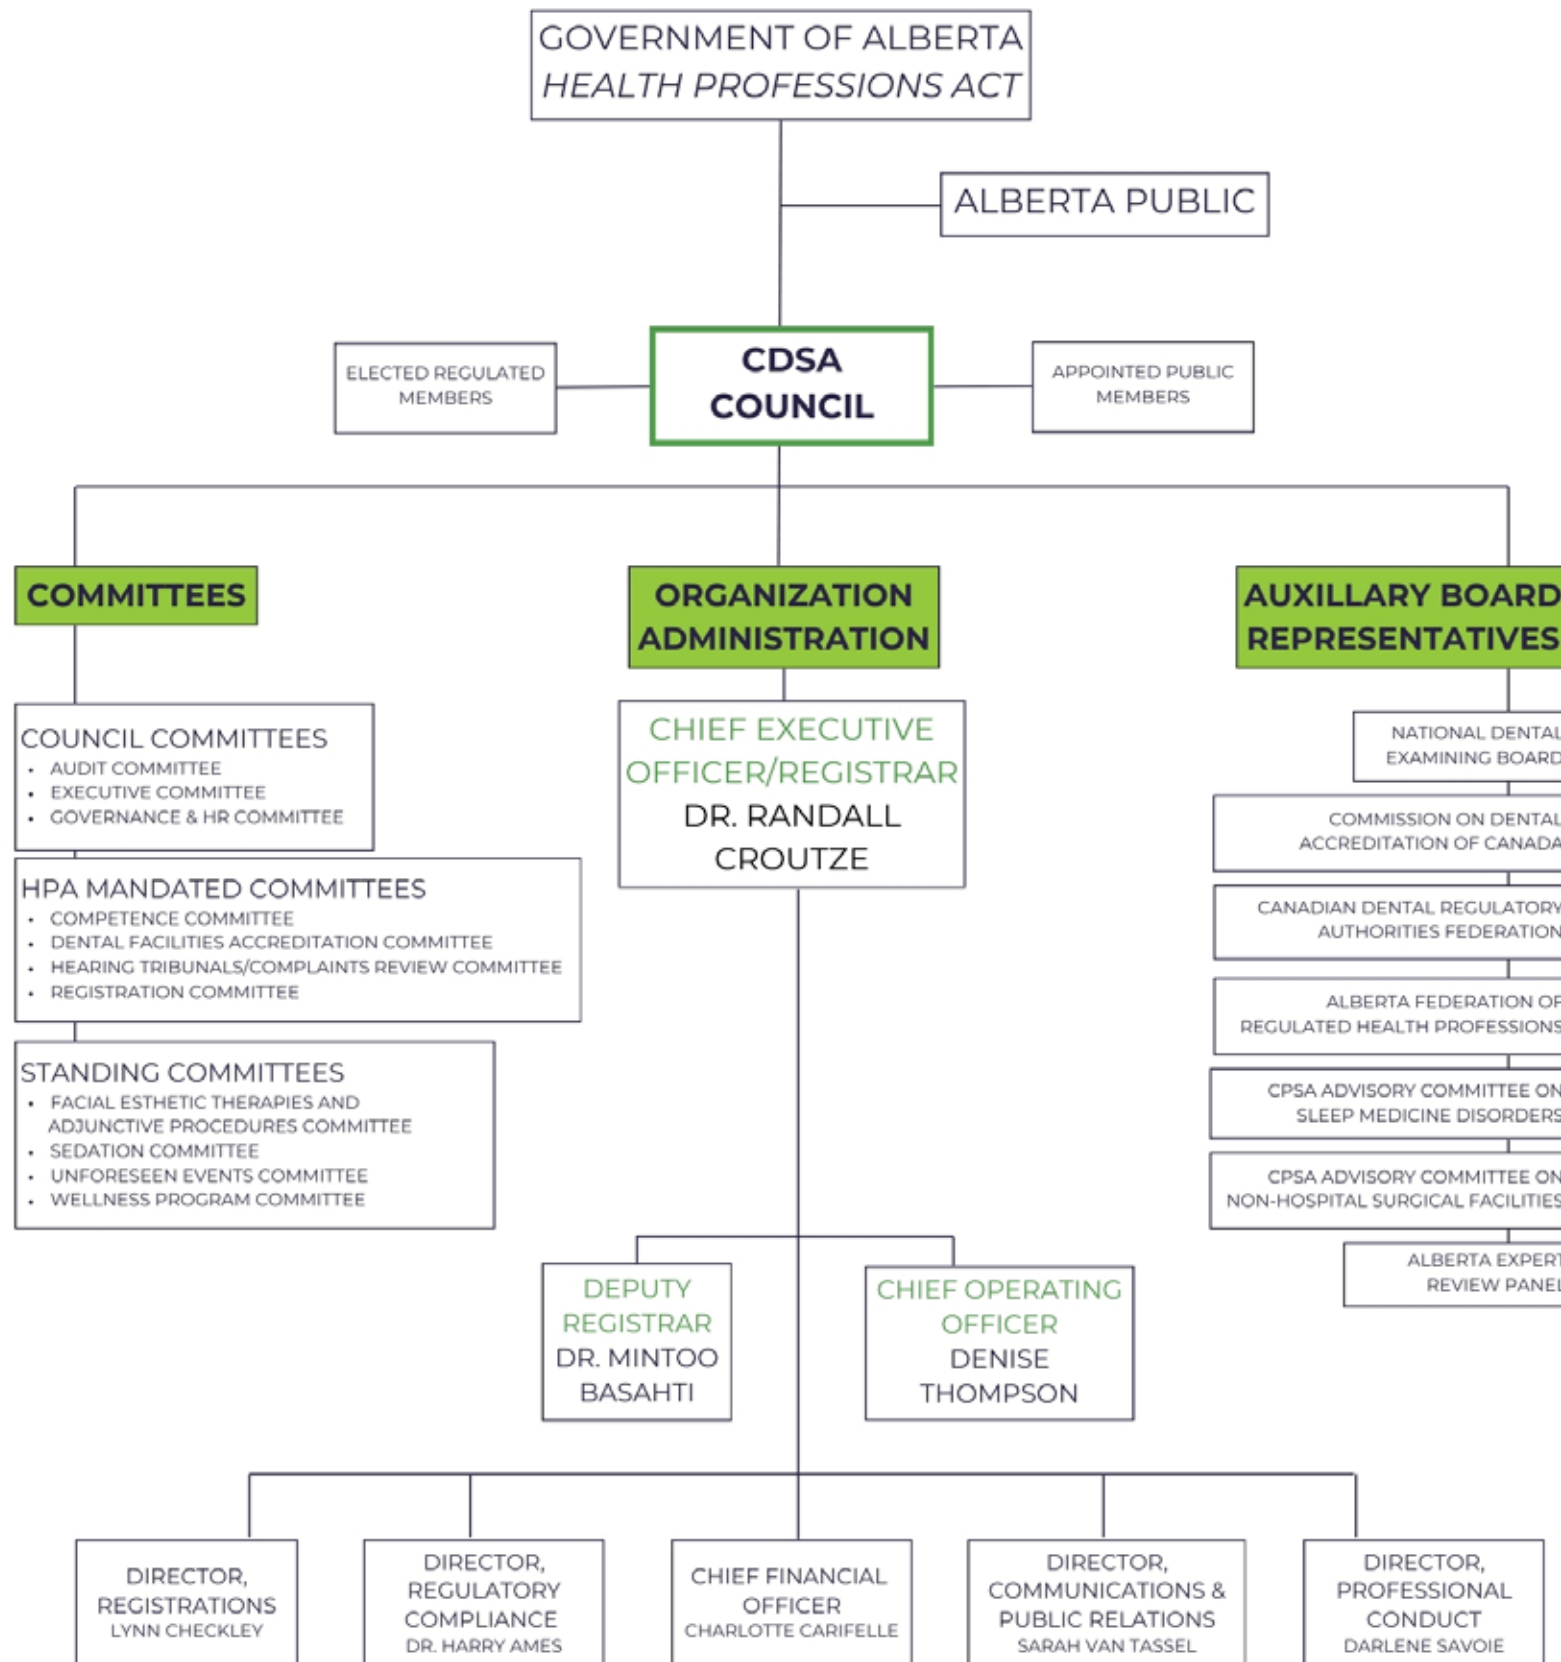 GOVERNMENT OF ALBERTA
HEALTH PROFESSIONS ACT
ALBERTA PUBLIC
ELECTED REGULATED
MEMBERS
CDSA
COUNCIL
APPOINTED PUBLIC
MEMBERS
COMMITTEES
COUNCIL COMMITTEES
• AUDIT COMMITTEE
• EXECUTIVE COMMITTEE
• GOVERNANCE & HR COMMITTEE
HPA MANDATED COMMITTEES
• COMPETENCE COMMITTEE
• DENTAL FACILITIES ACCREDITATION COMMITTEE
• HEARING TRIBUNALS/COMPLAINTS REVIEW COMMITTEE
• REGISTRATION COMMITTEE
STANDING COMMITTEES
• FACIAL ESTHETIC THERAPIES AND
ADJUNCTIVE PROCEDURES COMMITTEE
• SEDATION COMMITTEE
• UNFORESEEN EVENTS COMMITTEE
• WELLNESS PROGRAM COMMITTEE
ORGANIZATION
ADMINISTRATION
CHIEF EXECUTIVE
OFFICER/REGISTRAR
DR. RANDALL
CROUTZE
AUXILLARY BOARD
REPRESENTATIVES
NATIONAL DENTAL
EXAMINING BOARD
COMMISSION ON DENTAL
ACCREDITATION OF CANADA
CANADIAN DENTAL REGULATORY
AUTHORITIES FEDERATION
ALBERTA FEDERATION OF
REGULATED HEALTH PROFESSIONS
CPSA ADVISORY COMMITTEE ON
SLEEP MEDICINE DISORDERS
CPSA ADVISORY COMMITTEE ON
NON-HOSPITAL SURGICAL FACILITIES
ALBERTA EXPERT
REVIEW PANEL
DEPUTY
REGISTRAR
DR. MINTOO
BASAHTI
CHIEF OPERATING
OFFICER
DENISE
THOMPSON
DIRECTOR,
REGISTRATIONS
LYNN CHECKLEY
DIRECTOR,
REGULATORY
COMPLIANCE
DR. HARRY AMES
CHIEF FINANCIAL
OFFICER
CHARLOTTE CARIFELLE
DIRECTOR,
COMMUNICATIONS &
PUBLIC RELATIONS
SARAH VAN TASSEL
DIRECTOR,
PROFESSIONAL
CONDUCT
DARLENE SAVOIE